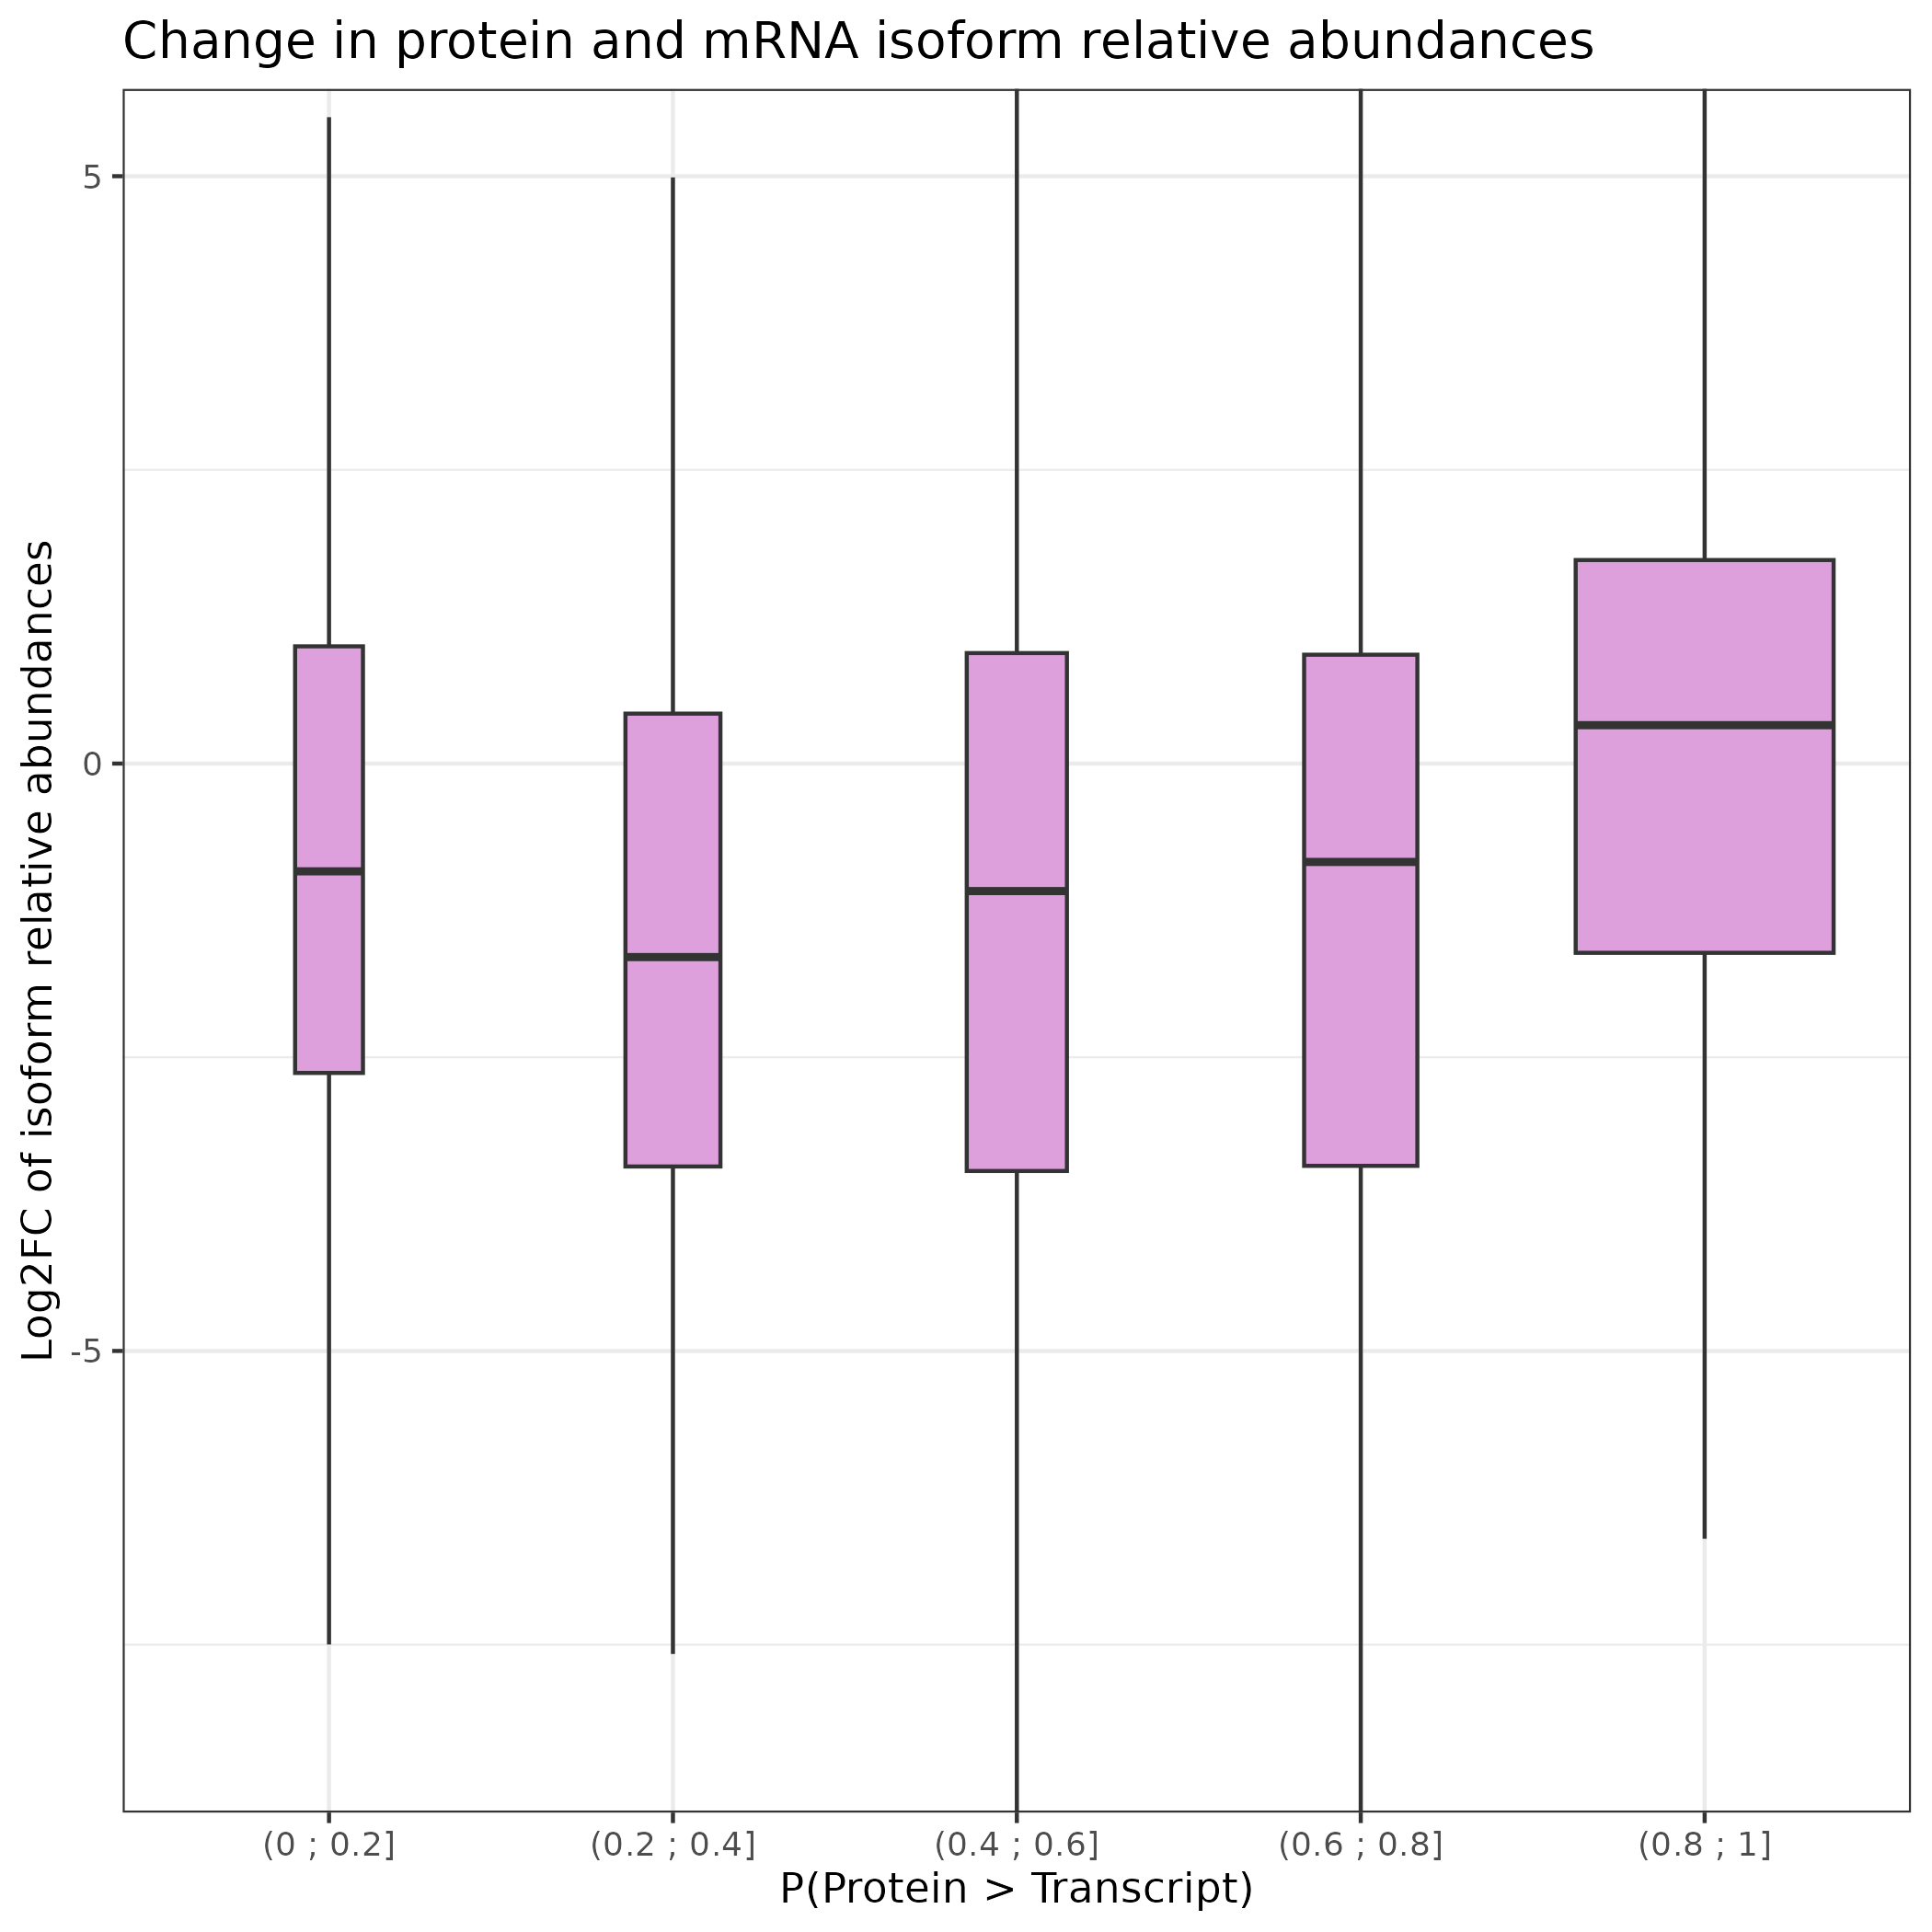 Change in protein and mRNA isoform relative abundances
Log2FC of isoform relative abundances
5
0
-5
(0 ; 0.2]
(0.2 ; 0.4]
(0.4 ; 0.6]
(0.6 ; 0.8]
(0.8 ; 1]
P(Protein > Transcript)